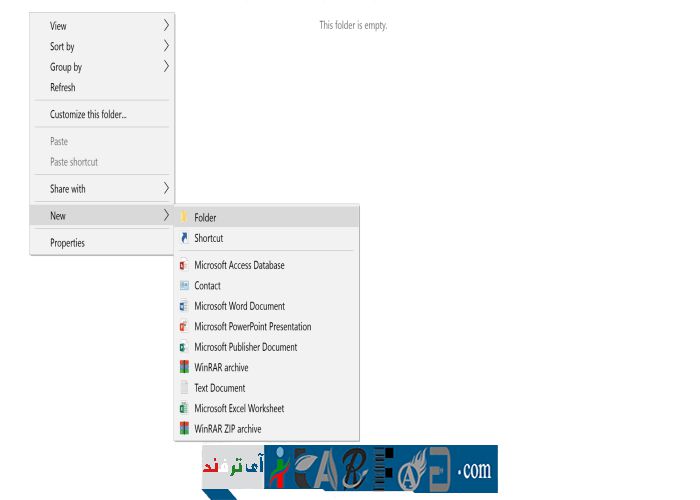 This folder is empty.
View
Sort by
Group by
Refresh
Customize this folder...
Paste
Paste shortcut
Share with
New
Properties
Folder
Shortcut
Microsoft Access Database
Contact
Microsoft Word Document
Microsoft PowerPoint Presentation
Microsoft Publisher Document
WinRAR archive
Text Document
Microsoft Excel Worksheet
WinRAR ZIP archive
آی ترفند
.com